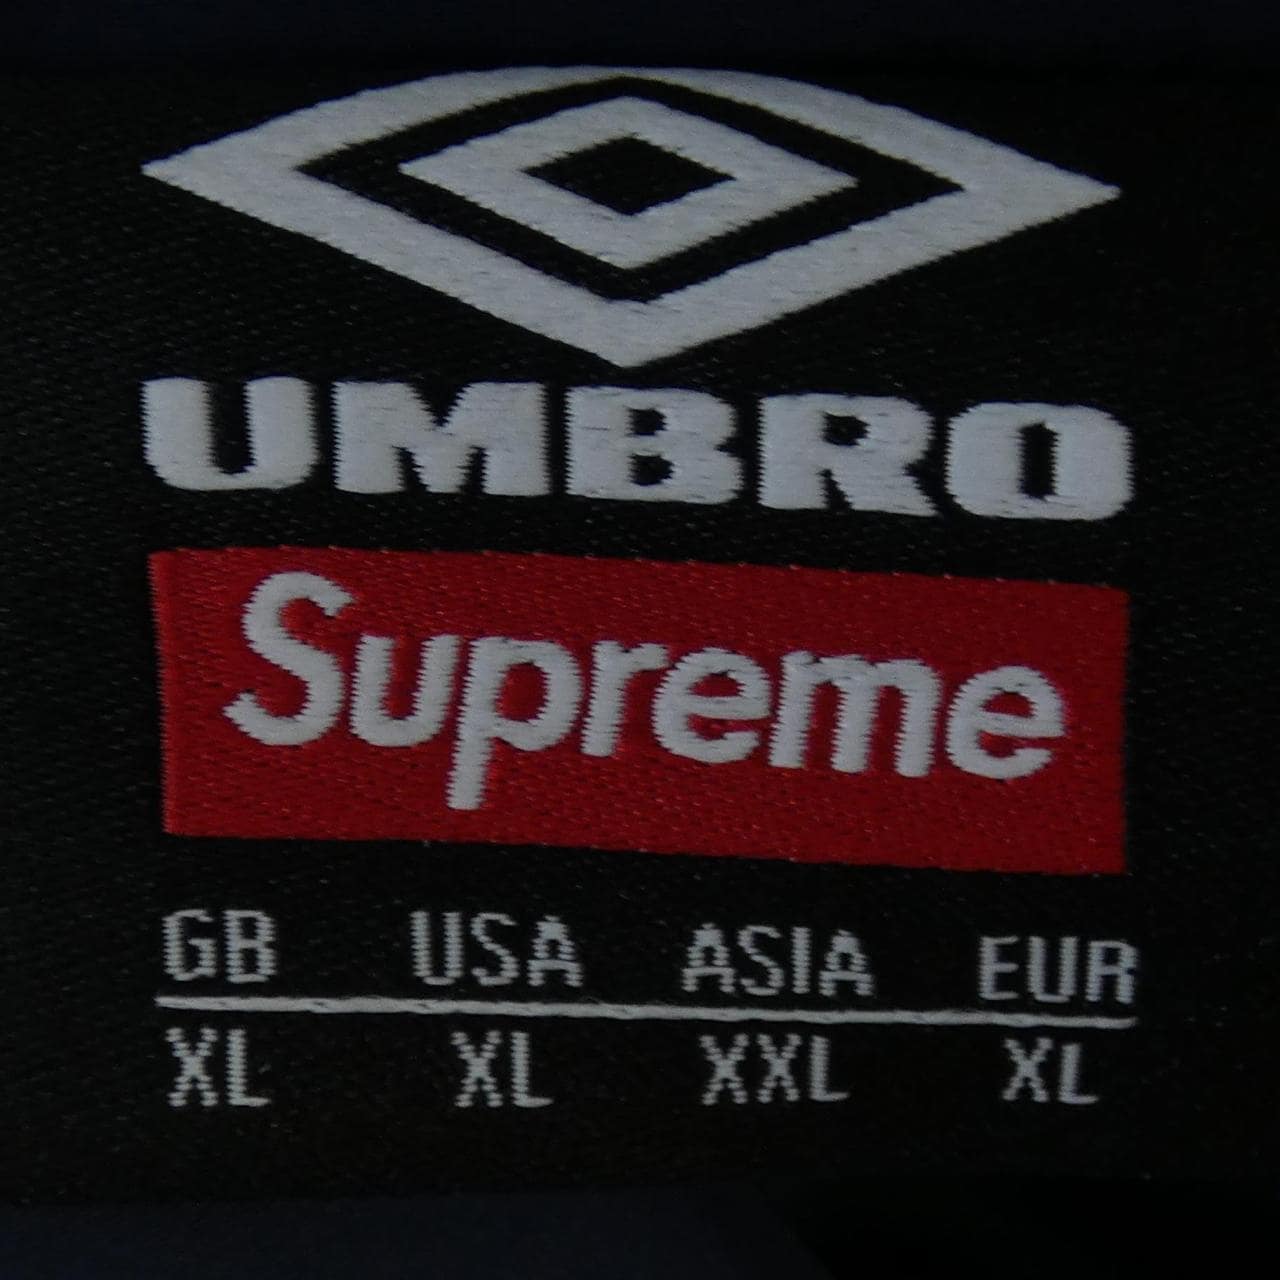 UMBRO
Supreme
GB USA ASIA EUR
XL XL XXL XL